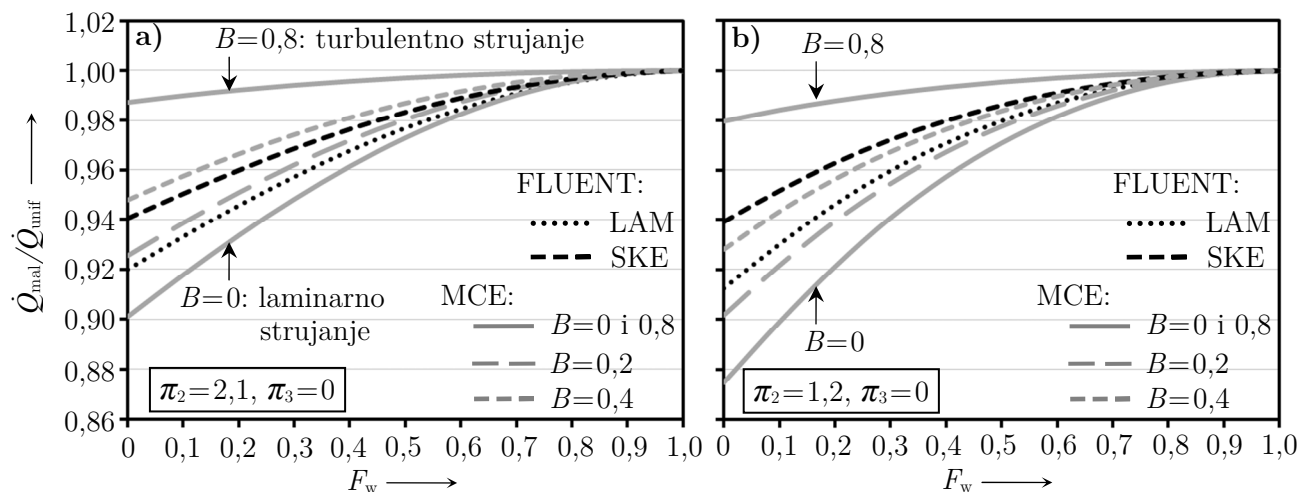 a)
B=0,8: turbulentno strujanje
1,02
1,00
0,98
0,96
0,94
0,92
0,90
0,88
0,86
Q̇mal/Q̇unif
FLUENT:
LAM
SKE
B=0: laminarno
strujanje
MCE:
B=0 i 0,8
B=0,2
B=0,4
π2=2,1, π3=0
0 0,1 0,2 0,3 0,4 0,5 0,6 0,7 0,8 0,9 1,0
Fw
b)
B=0,8
FLUENT:
LAM
SKE
B=0
MCE:
B=0 i 0,8
B=0,2
B=0,4
π2=1,2, π3=0
0 0,1 0,2 0,3 0,4 0,5 0,6 0,7 0,8 0,9 1,0
Fw